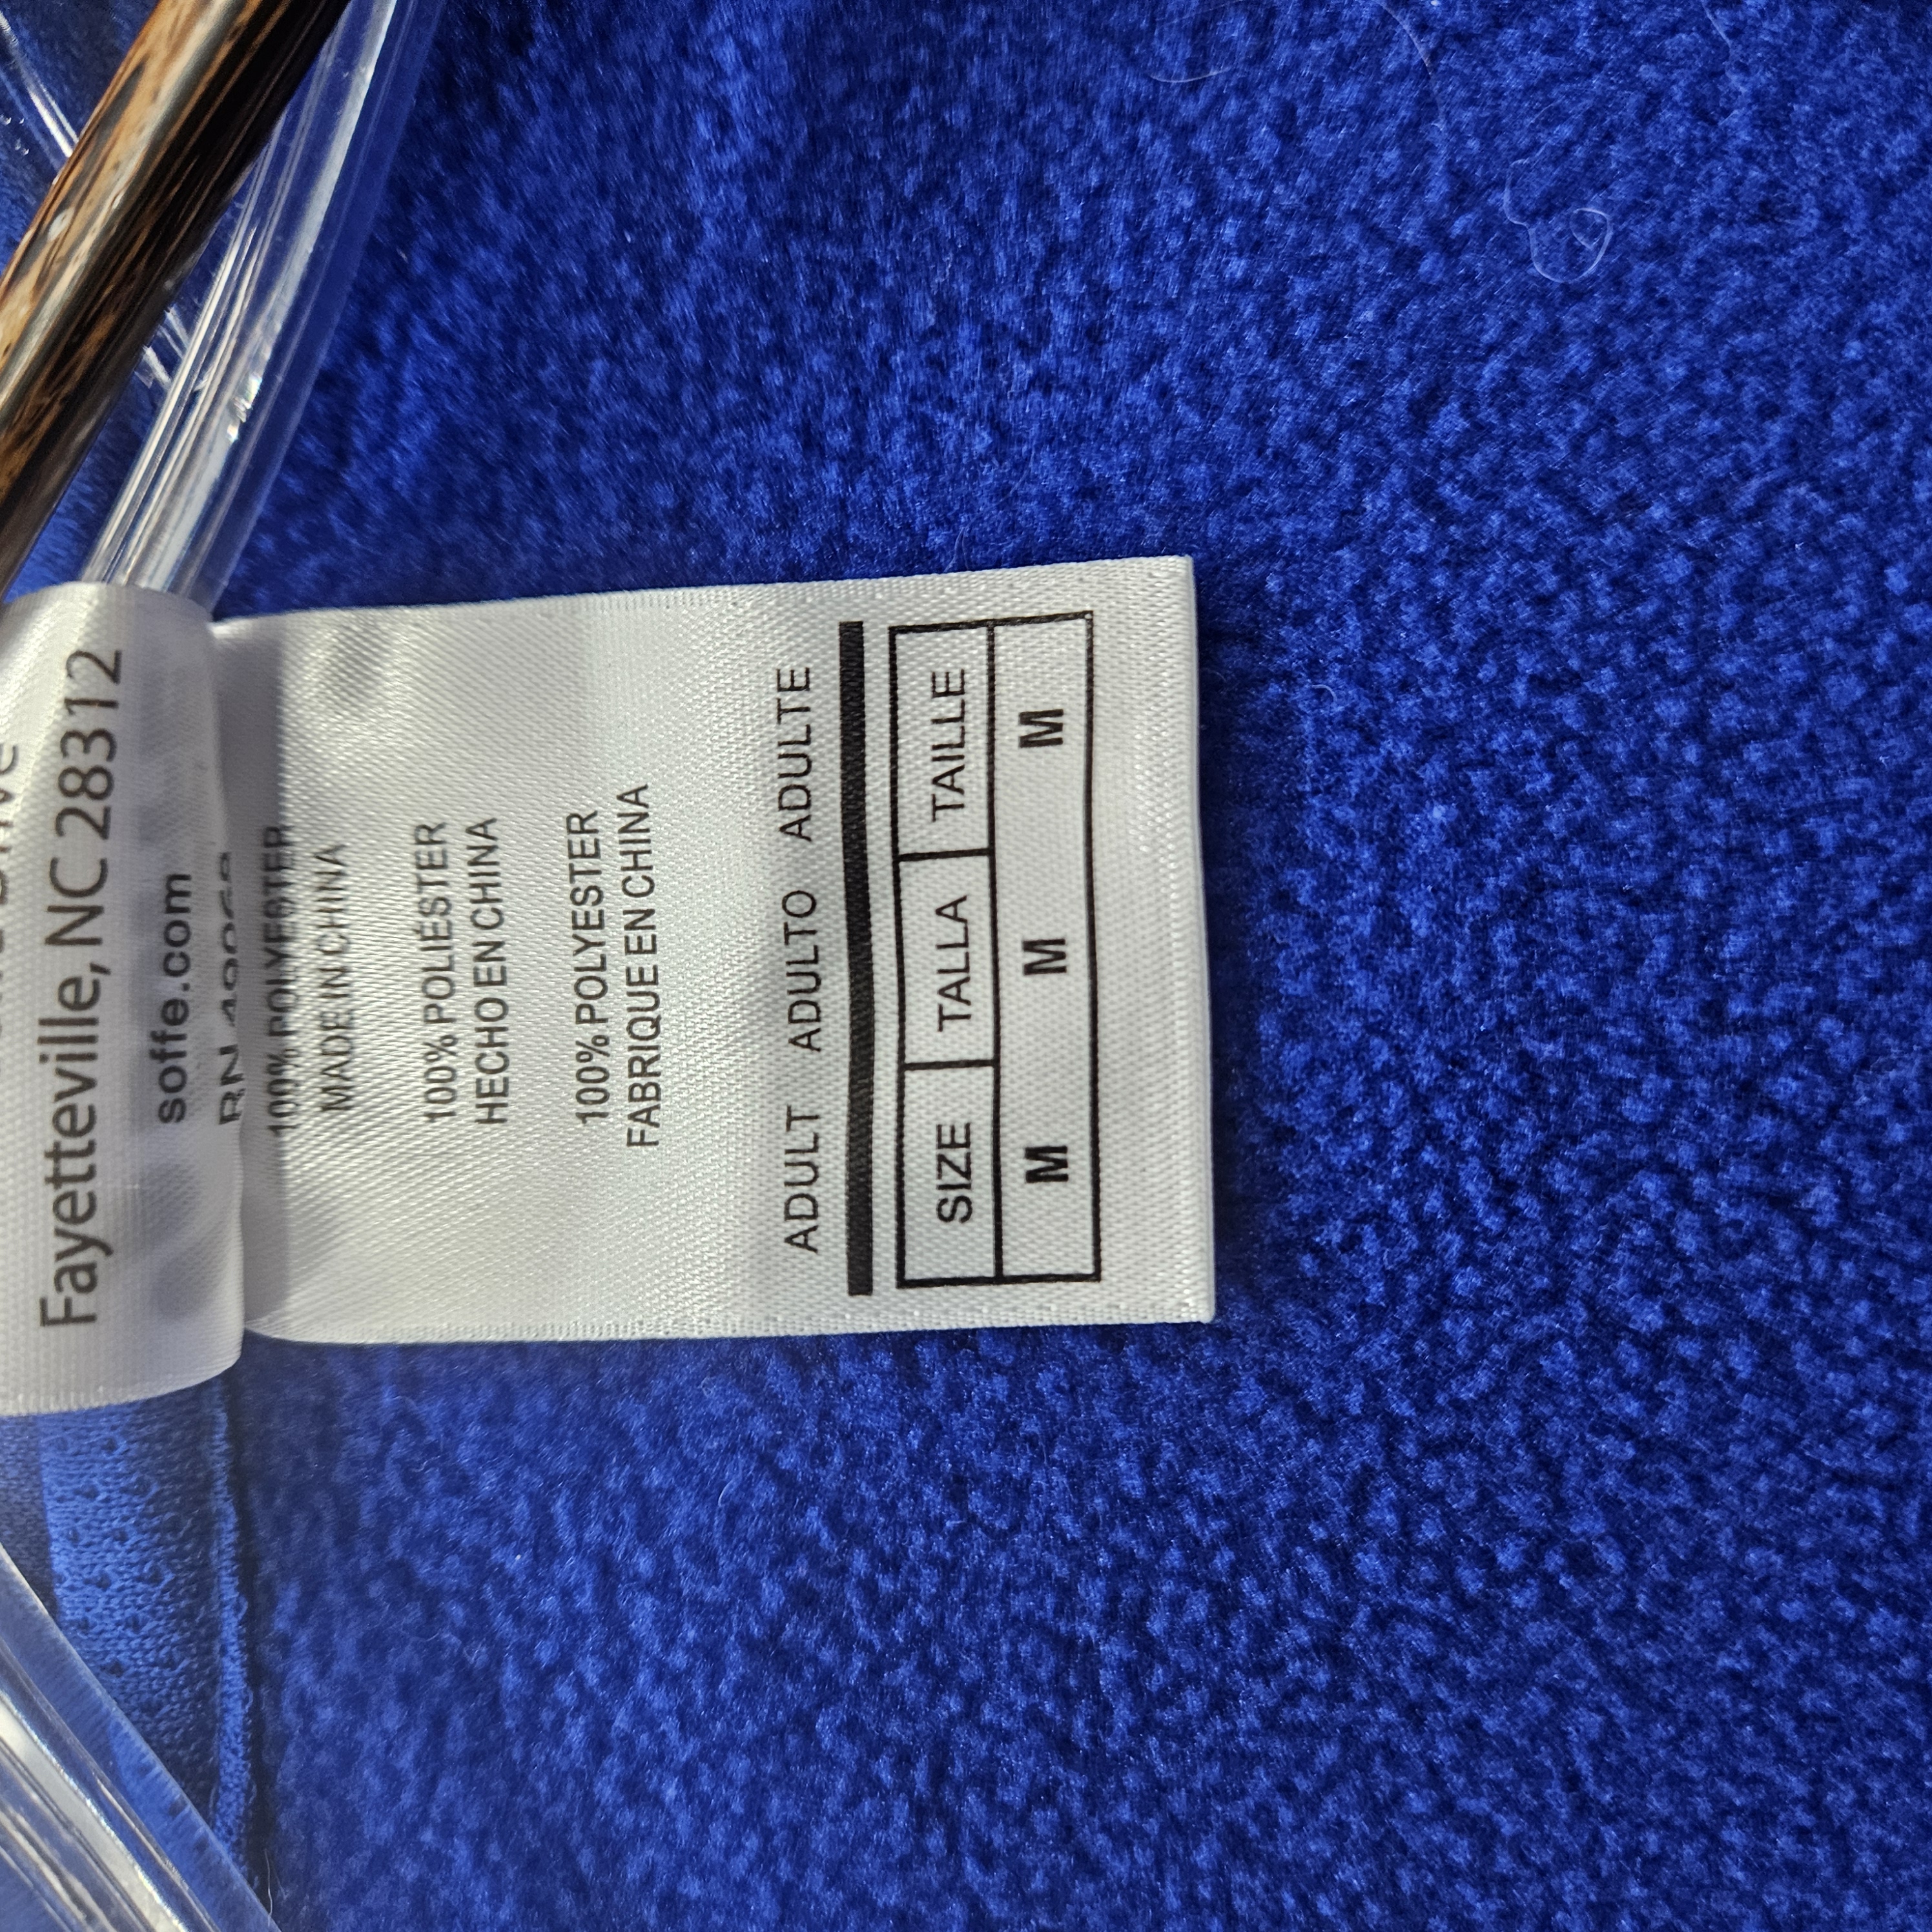 Fayetteville, NC 28312
soffe.com
RN
100% POLYESTER
MADE IN CHINA
100% POLIÉSTER
HECHO EN CHINA
100% POLYESTER
FABRIQUE EN CHINA
ADULT ADULTO ADULTE
SIZE TALLA TAILLE
M M M